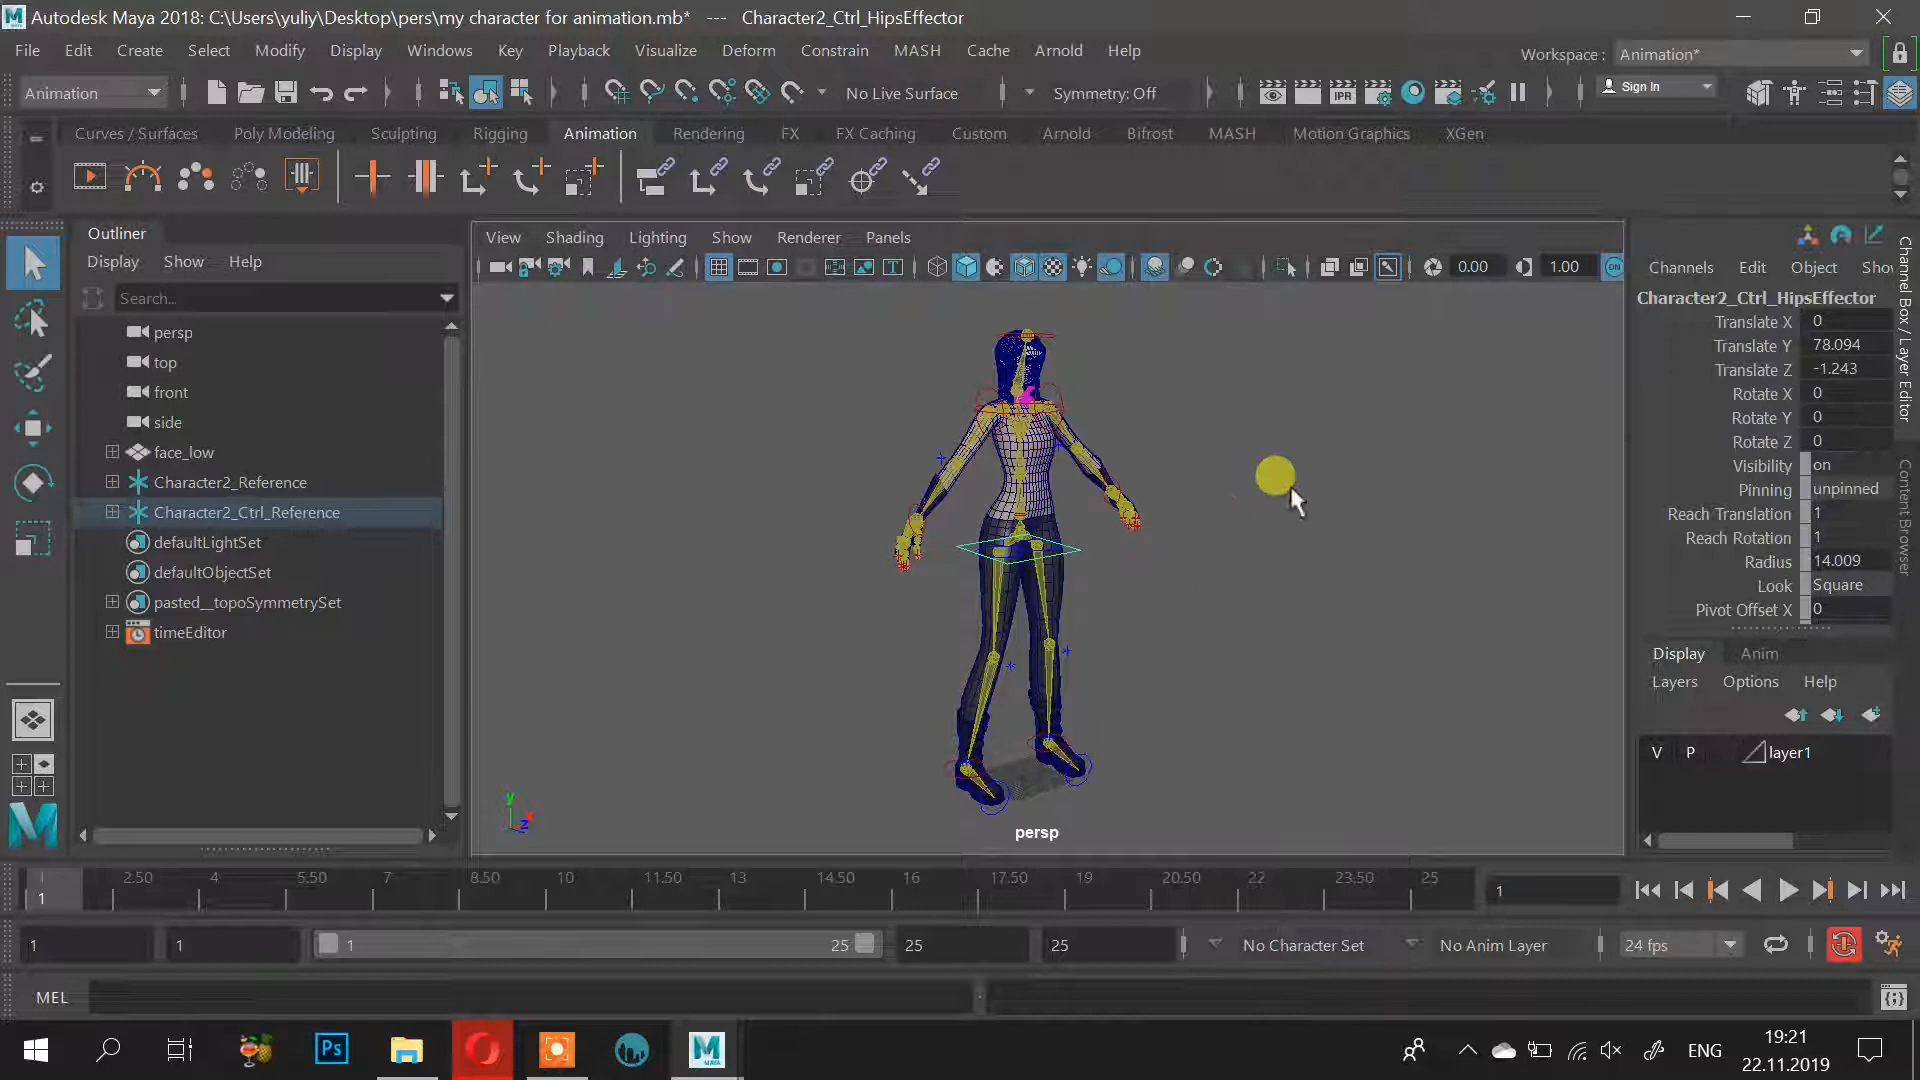 Autodesk Maya 2018: C:\Users\yuliy\Desktop\pers\my character for animation.mb* --- Character2_Ctrl_HipsEffector
File Edit Create Select Modify Display Windows Key Playback Visualize Deform Constrain MASH Cache Arnold Help
Workspace : Animation*
Animation
No Live Surface
Symmetry: Off
IPR
Sign In
Curves / Surfaces Poly Modeling Sculpting Rigging Animation Rendering FX FX Caching Custom Arnold Bifrost MASH Motion Graphics XGen
Outliner
Display Show Help
Search...
persp
top
front
side
face_low
Character2_Reference
Character2_Ctrl_Reference
defaultLightSet
defaultObjectSet
pasted__topoSymmetrySet
timeEditor
View Shading Lighting Show Renderer Panels
0.00
1.00
ON
y
x
z
persp
Channels Edit Object Show
Character2_Ctrl_HipsEffector
Translate X 0
Translate Y 78.094
Translate Z -1.243
Rotate X 0
Rotate Y 0
Rotate Z 0
Visibility on
Pinning unpinned
Reach Translation 1
Reach Rotation 1
Radius 14.009
Look Square
Pivot Offset X 0
Channel Box / Layer Editor
Content Browser
Display Anim
Layers Options Help
V P layer1
1 2.50 4 5.50 7 8.50 10 11.50 13 14.50 16 17.50 19 20.50 22 23.50 25
1
1
1 1 1 25 25 25
No Character Set
No Anim Layer
24 fps
MEL
Ps
M
MAYA
ENG
19:21
22.11.2019